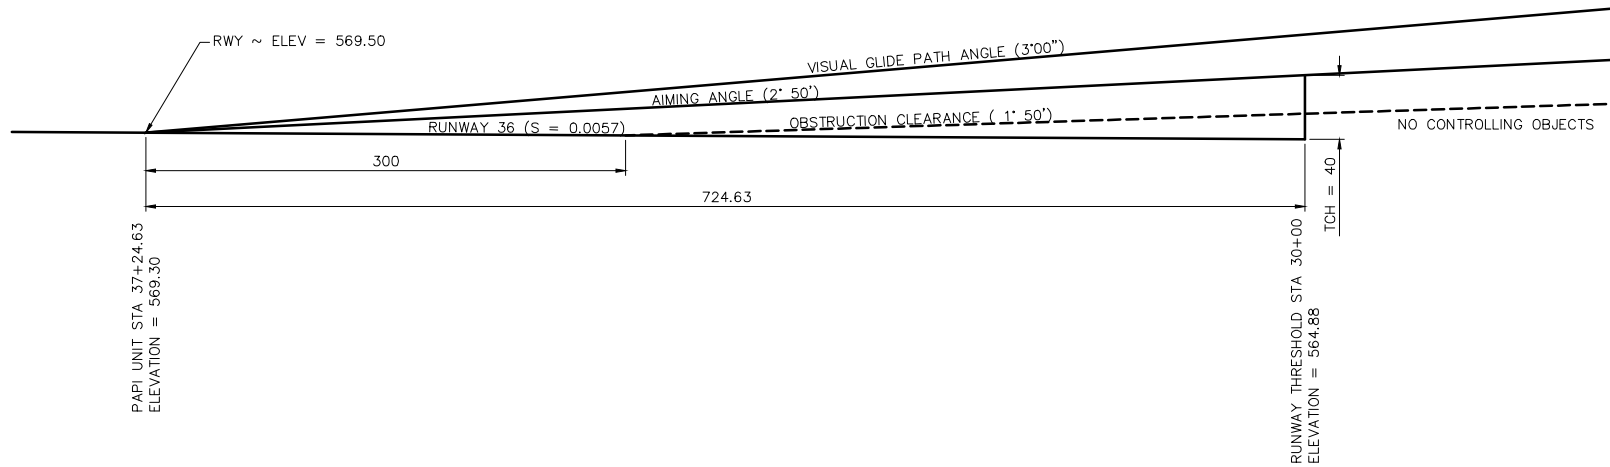 RWY ~ ELEV = 569.50
VISUAL GLIDE PATH ANGLE (3°00")
AIMING ANGLE (2° 50')
RUNWAY 36 (S = 0.0057)
OBSTRUCTION CLEARANCE ( 1° 50')
NO CONTROLLING OBJECTS
300
724.63
TCH = 40
PAPI UNIT STA 37+24.63
ELEVATION = 569.30
RUNWAY THRESHOLD STA 30+00
ELEVATION = 564.88